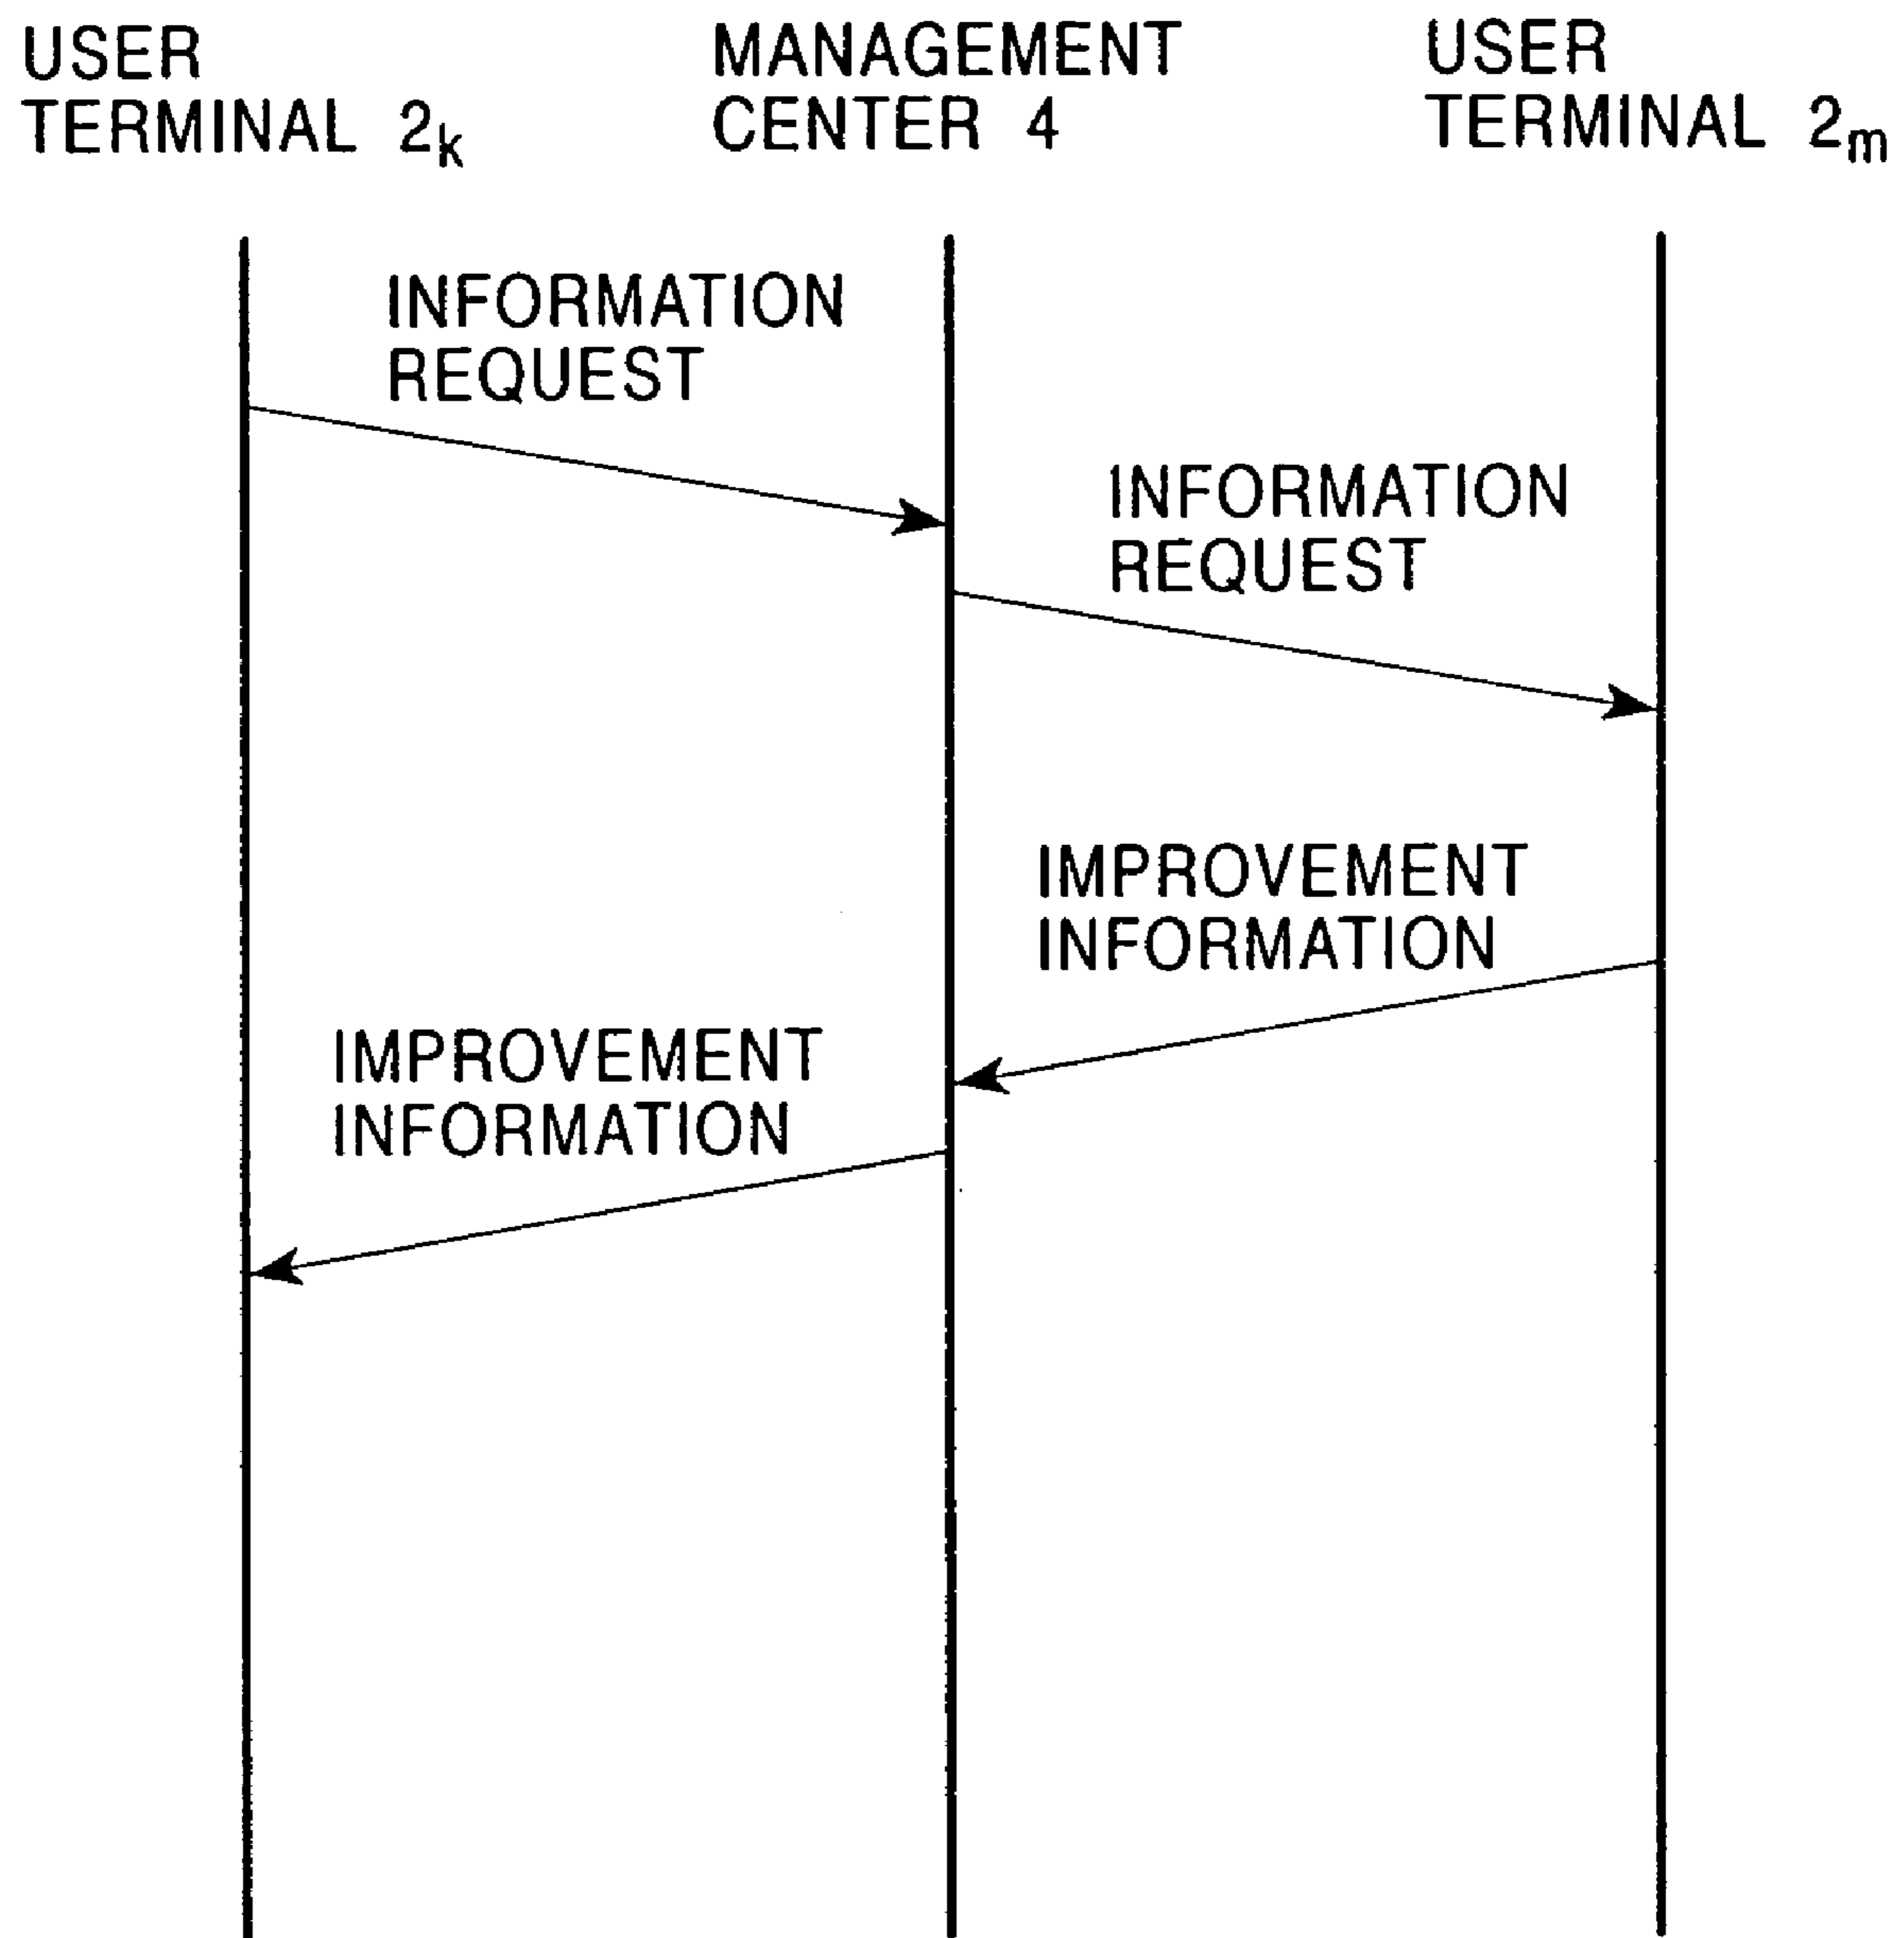 USER
TERMINAL 2k
MANAGEMENT
CENTER 4
USER
TERMINAL 2m
INFORMATION
REQUEST
INFORMATION
REQUEST
IMPROVEMENT
INFORMATION
IMPROVEMENT
INFORMATION